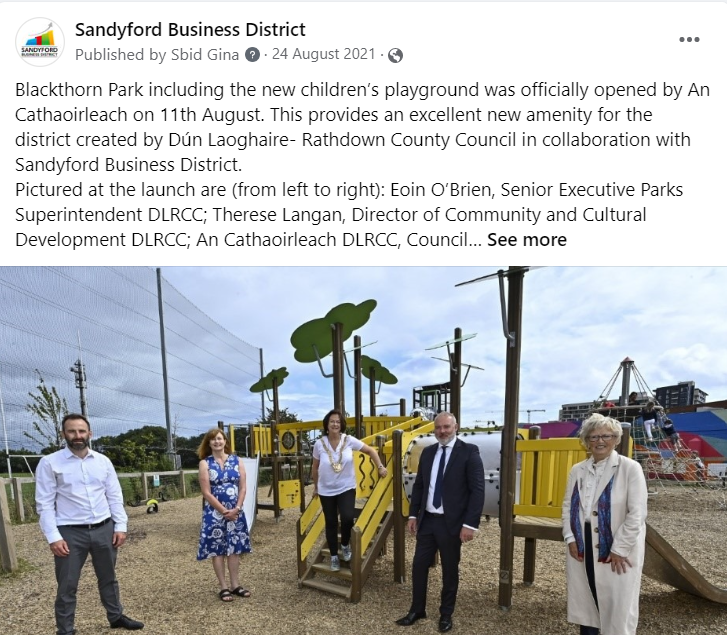 SANDYFORD
BUSINESS DISTRICT
Sandyford Business District
Published by Sbid Gina · 24 August 2021 ·
Blackthorn Park including the new children's playground was officially opened by An
Cathaoirleach on 11th August. This provides an excellent new amenity for the
district created by Dún Laoghaire- Rathdown County Council in collaboration with
Sandyford Business District.
Pictured at the launch are (from left to right): Eoin O'Brien, Senior Executive Parks
Superintendent DLRCC; Therese Langan, Director of Community and Cultural
Development DLRCC; An Cathaoirleach DLRCC, Council... See more